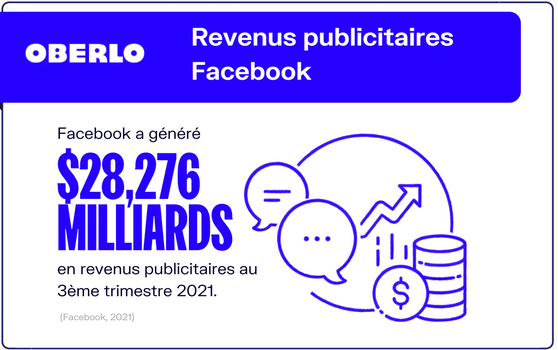 OBERLO
Revenus publicitaires
Facebook
Facebook a généré
$28,276
MILLIARDS
en revenus publicitaires au
3ème trimestre 2021.
(Facebook, 2021)
$